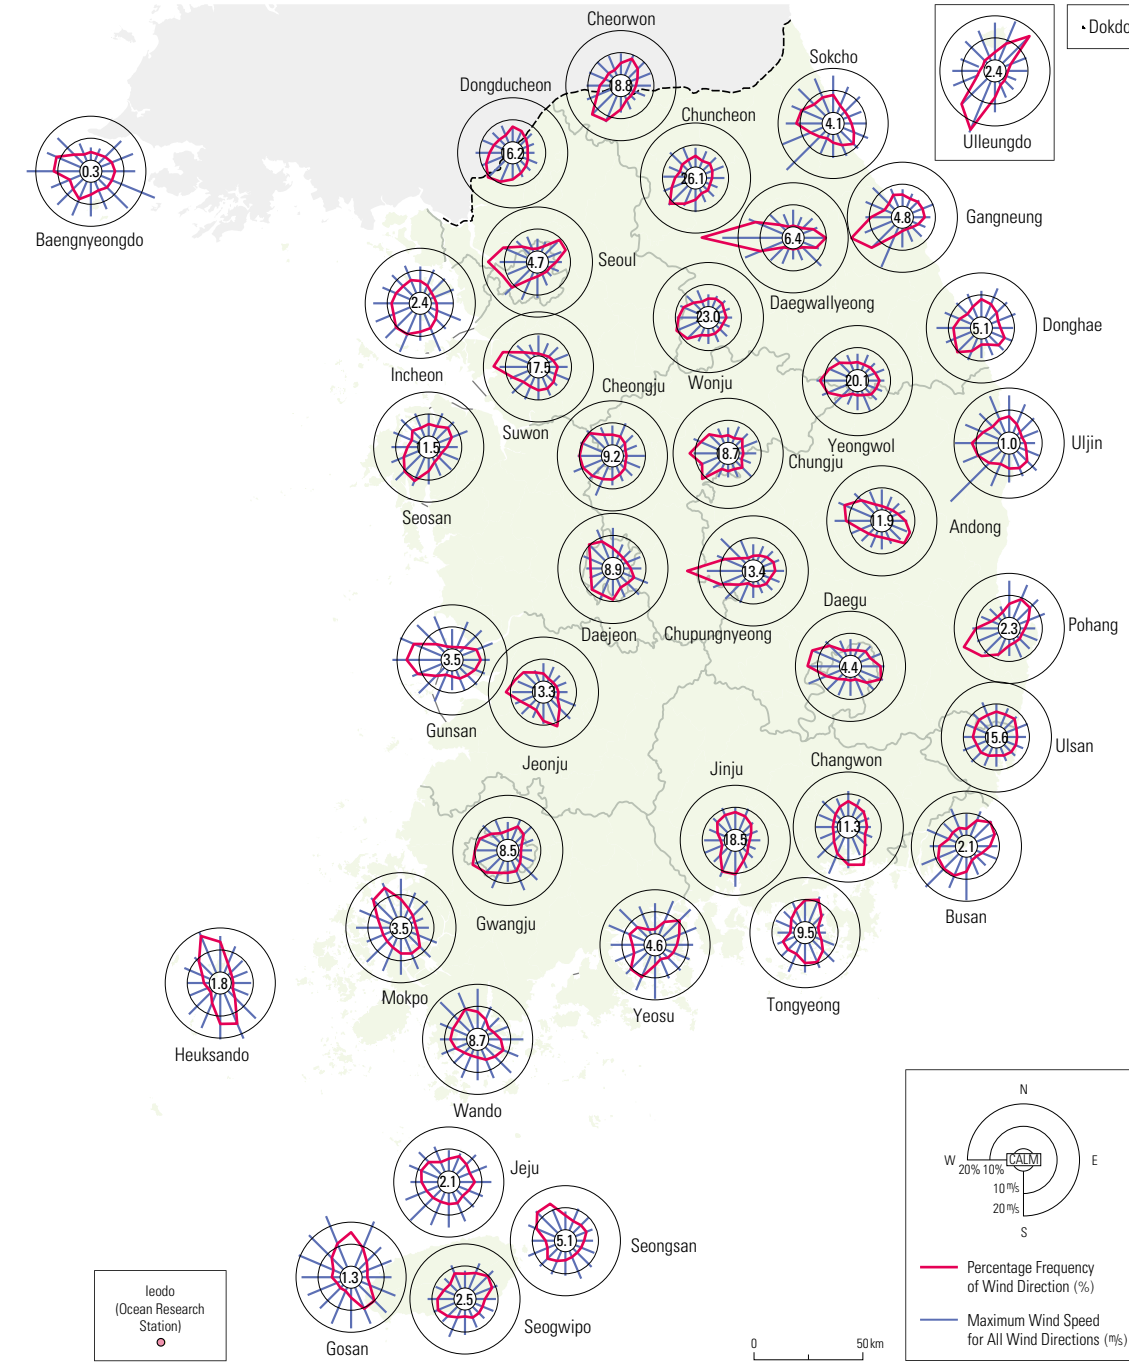 Cheorwon
18.8
Dokdo
Sokcho
2.4
Dongducheon
4.1
Chuncheon
Ulleungdo
16.2
0.3
26.1
Baengnyeongdo
4.8
Gangneung
6.4
Seoul
4.7
Daegwallyeong
2.4
23.0
5.1
Donghae
Incheon
17.5
Cheongju
Wonju
20.1
Suwon
Yeongwol
1.0
Uljin
11.5
9.2
18.7
Chungju
Seosan
11.9
Andong
8.9
13.4
Daegu
Daejeon
Chupungnyeong
2.3
Pohang
3.5
4.4
13.3
Gunsan
15.6
Ulsan
Jeonju
Jinju
Changwon
8.5
18.5
11.3
2.1
Gwangju
Busan
3.5
4.6
9.5
Mokpo
Yeosu
Tongyeong
1.8
Heuksando
8.7
Wando
Jeju
2.1
5.1
Seongsan
1.3
2.5
Seogwipo
Gosan
Ieodo
(Ocean Research
Station)
0 50 km
N
W CALM E
20% 10%
10 m/s
20 m/s
S
Percentage Frequency
of Wind Direction (%)
Maximum Wind Speed
for All Wind Directions (m/s)